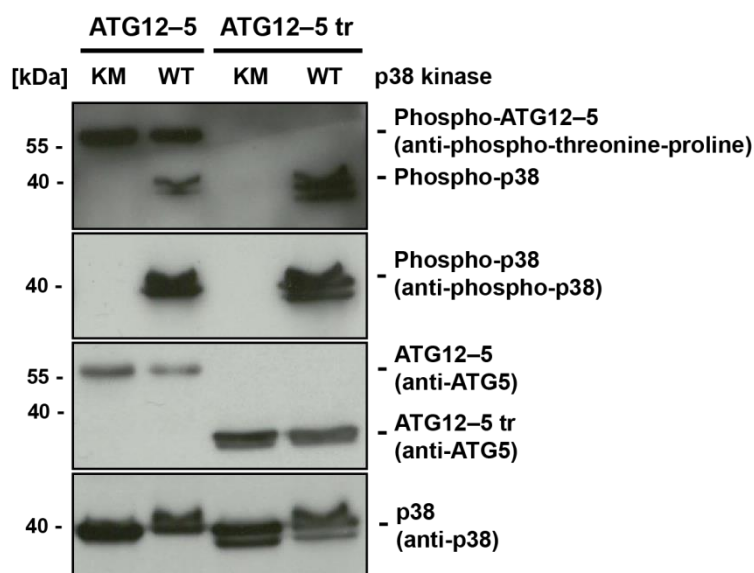 ATG12–5 ATG12–5 tr
[kDa] KM WT KM WT p38 kinase
Phospho-ATG12–5
(anti-phospho-threonine-proline)
55 -
40 - - Phospho-p38
Phospho-p38
40 - - (anti-phospho-p38)
ATG12–5
55 - - (anti-ATG5)
40 -
ATG12–5 tr
- (anti-ATG5)
p38
40 - - (anti-p38)